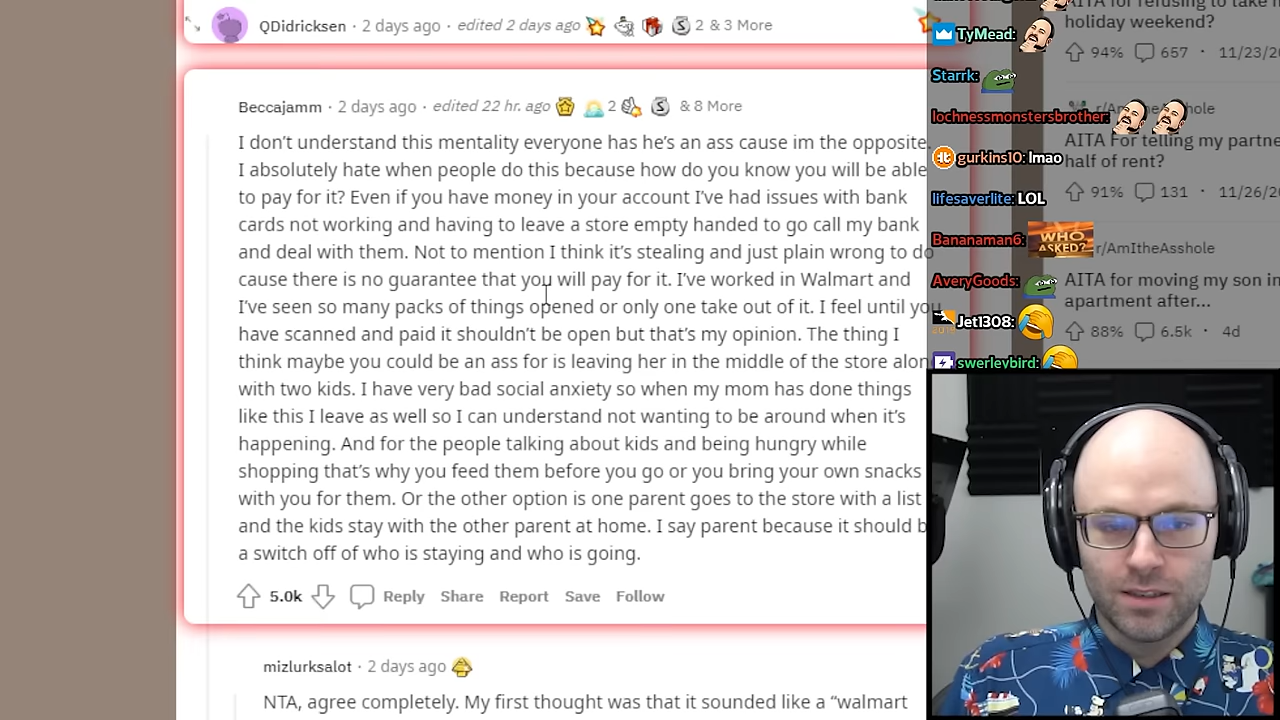 QDidricksen · 2 days ago · edited 2 days ago 2 & 3 More
Beccajamm · 2 days ago · edited 22 hr. ago 2 & 8 More
I don't understand this mentality everyone has he's an ass cause im the opposite.
I absolutely hate when people do this because how do you know you will be able
to pay for it? Even if you have money in your account I've had issues with bank
cards not working and having to leave a store empty handed to go call my bank
and deal with them. Not to mention I think it's stealing and just plain wrong to do
cause there is no guarantee that you will pay for it. I've worked in Walmart and
I've seen so many packs of things opened or only one take out of it. I feel until you
have scanned and paid it shouldn't be open but that's my opinion. The thing I
think maybe you could be an ass for is leaving her in the middle of the store alon
with two kids. I have very bad social anxiety so when my mom has done things
like this I leave as well so I can understand not wanting to be around when it's
happening. And for the people talking about kids and being hungry while
shopping that's why you feed them before you go or you bring your own snacks
with you for them. Or the other option is one parent goes to the store with a list
and the kids stay with the other parent at home. I say parent because it should b
a switch off of who is staying and who is going.
5.0k Reply Share Report Save Follow
mizlurksalot · 2 days ago
NTA, agree completely. My first thought was that it sounded like a “walmart
TyMead:
Starrk:
lochnessmonstersbrother:
gurkins10: lmao
lifesaverlite: LOL
Bananaman6: WHO ASKED?
AveryGoods:
Jet1308:
swerleybird:
AITA for refusing to take
holiday weekend?
94% 657 · 11/23/2
AITA For telling my partne
half of rent?
91% 131 · 11/26/2
r/AmItheAsshole
AITA for moving my son in
apartment after...
88% 6.5k · 4d